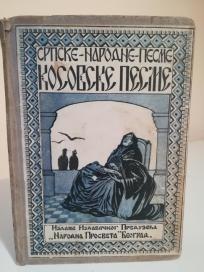 СРПСКЕ-НАРОДНЕ-ПЕСМЕ
КОСОВСКЕ ПЕСМЕ
ИЗДАЊЕ ИЗДАВАЧКОГ ПРЕДУЗЕЋА
„НАРОДНА ПРОСВЕТА” БЕОГРАД..